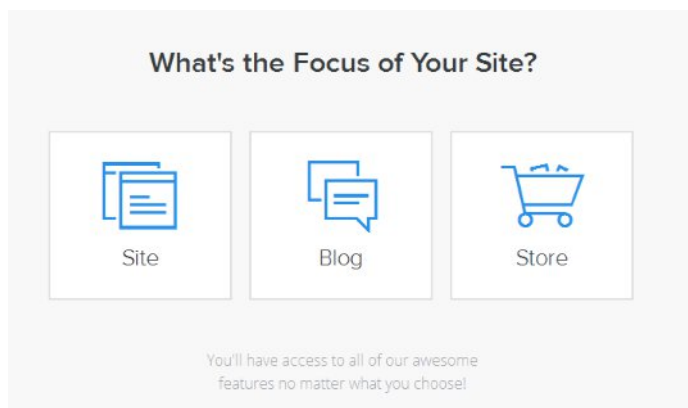 What's the Focus of Your Site?
Site
Blog
Store
You'll have access to all of our awesome
features no matter what you choose!